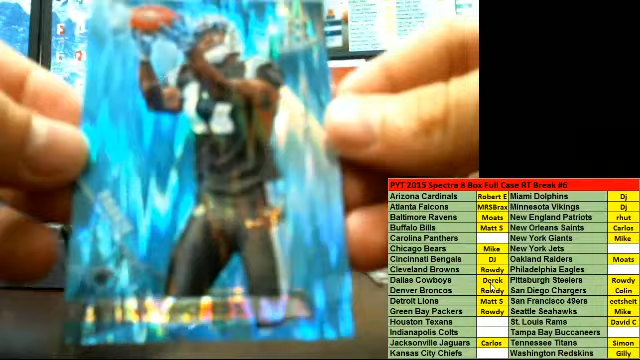 PYT 2015 Spectra 8 Box Full Case RT Break #6
Arizona Cardinals Robert E Miami Dolphins Dj
Atlanta Falcons MRSBrax Minnesota Vikings Dj
Baltimore Ravens Moats New England Patriots rhut
Buffalo Bills Matt S New Orleans Saints Carlos
Carolina Panthers New York Giants Mike
Chicago Bears Mike New York Jets
Cincinnati Bengals DJ Oakland Raiders Moats
Cleveland Browns Rowdy Philadelphia Eagles
Dallas Cowboys Derek Pittsburgh Steelers Rowdy
Denver Broncos Rowdy San Diego Chargers Colin
Detroit Lions Matt S San Francisco 49ers eetsheit
Green Bay Packers Rowdy Seattle Seahawks Mike
Houston Texans St. Louis Rams David C
Indianapolis Colts Tampa Bay Buccaneers
Jacksonville Jaguars Carlos Tennessee Titans Simon
Kansas City Chiefs Washington Redskins Gily